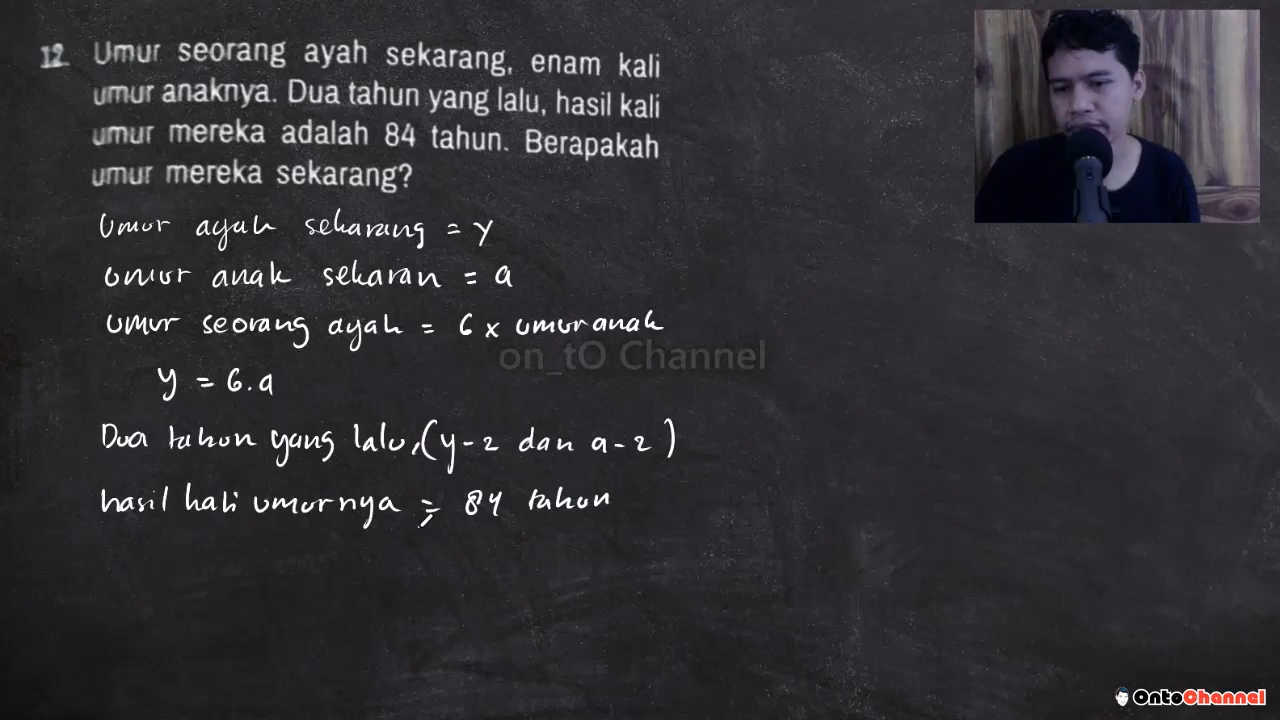 12. Umur seorang ayah sekarang, enam kali
umur anaknya. Dua tahun yang lalu, hasil kali
umur mereka adalah 84 tahun. Berapakah
umur mereka sekarang?
Umur ayah sekarang = y
umur anak sekaran = a
umur seorang ayah = 6 x umur anak
on_tO Channel
y = 6.a
Dua tahun yang lalu, (y-2 dan a-2)
hasil kali umurnya = 84 tahun
OntoChannel